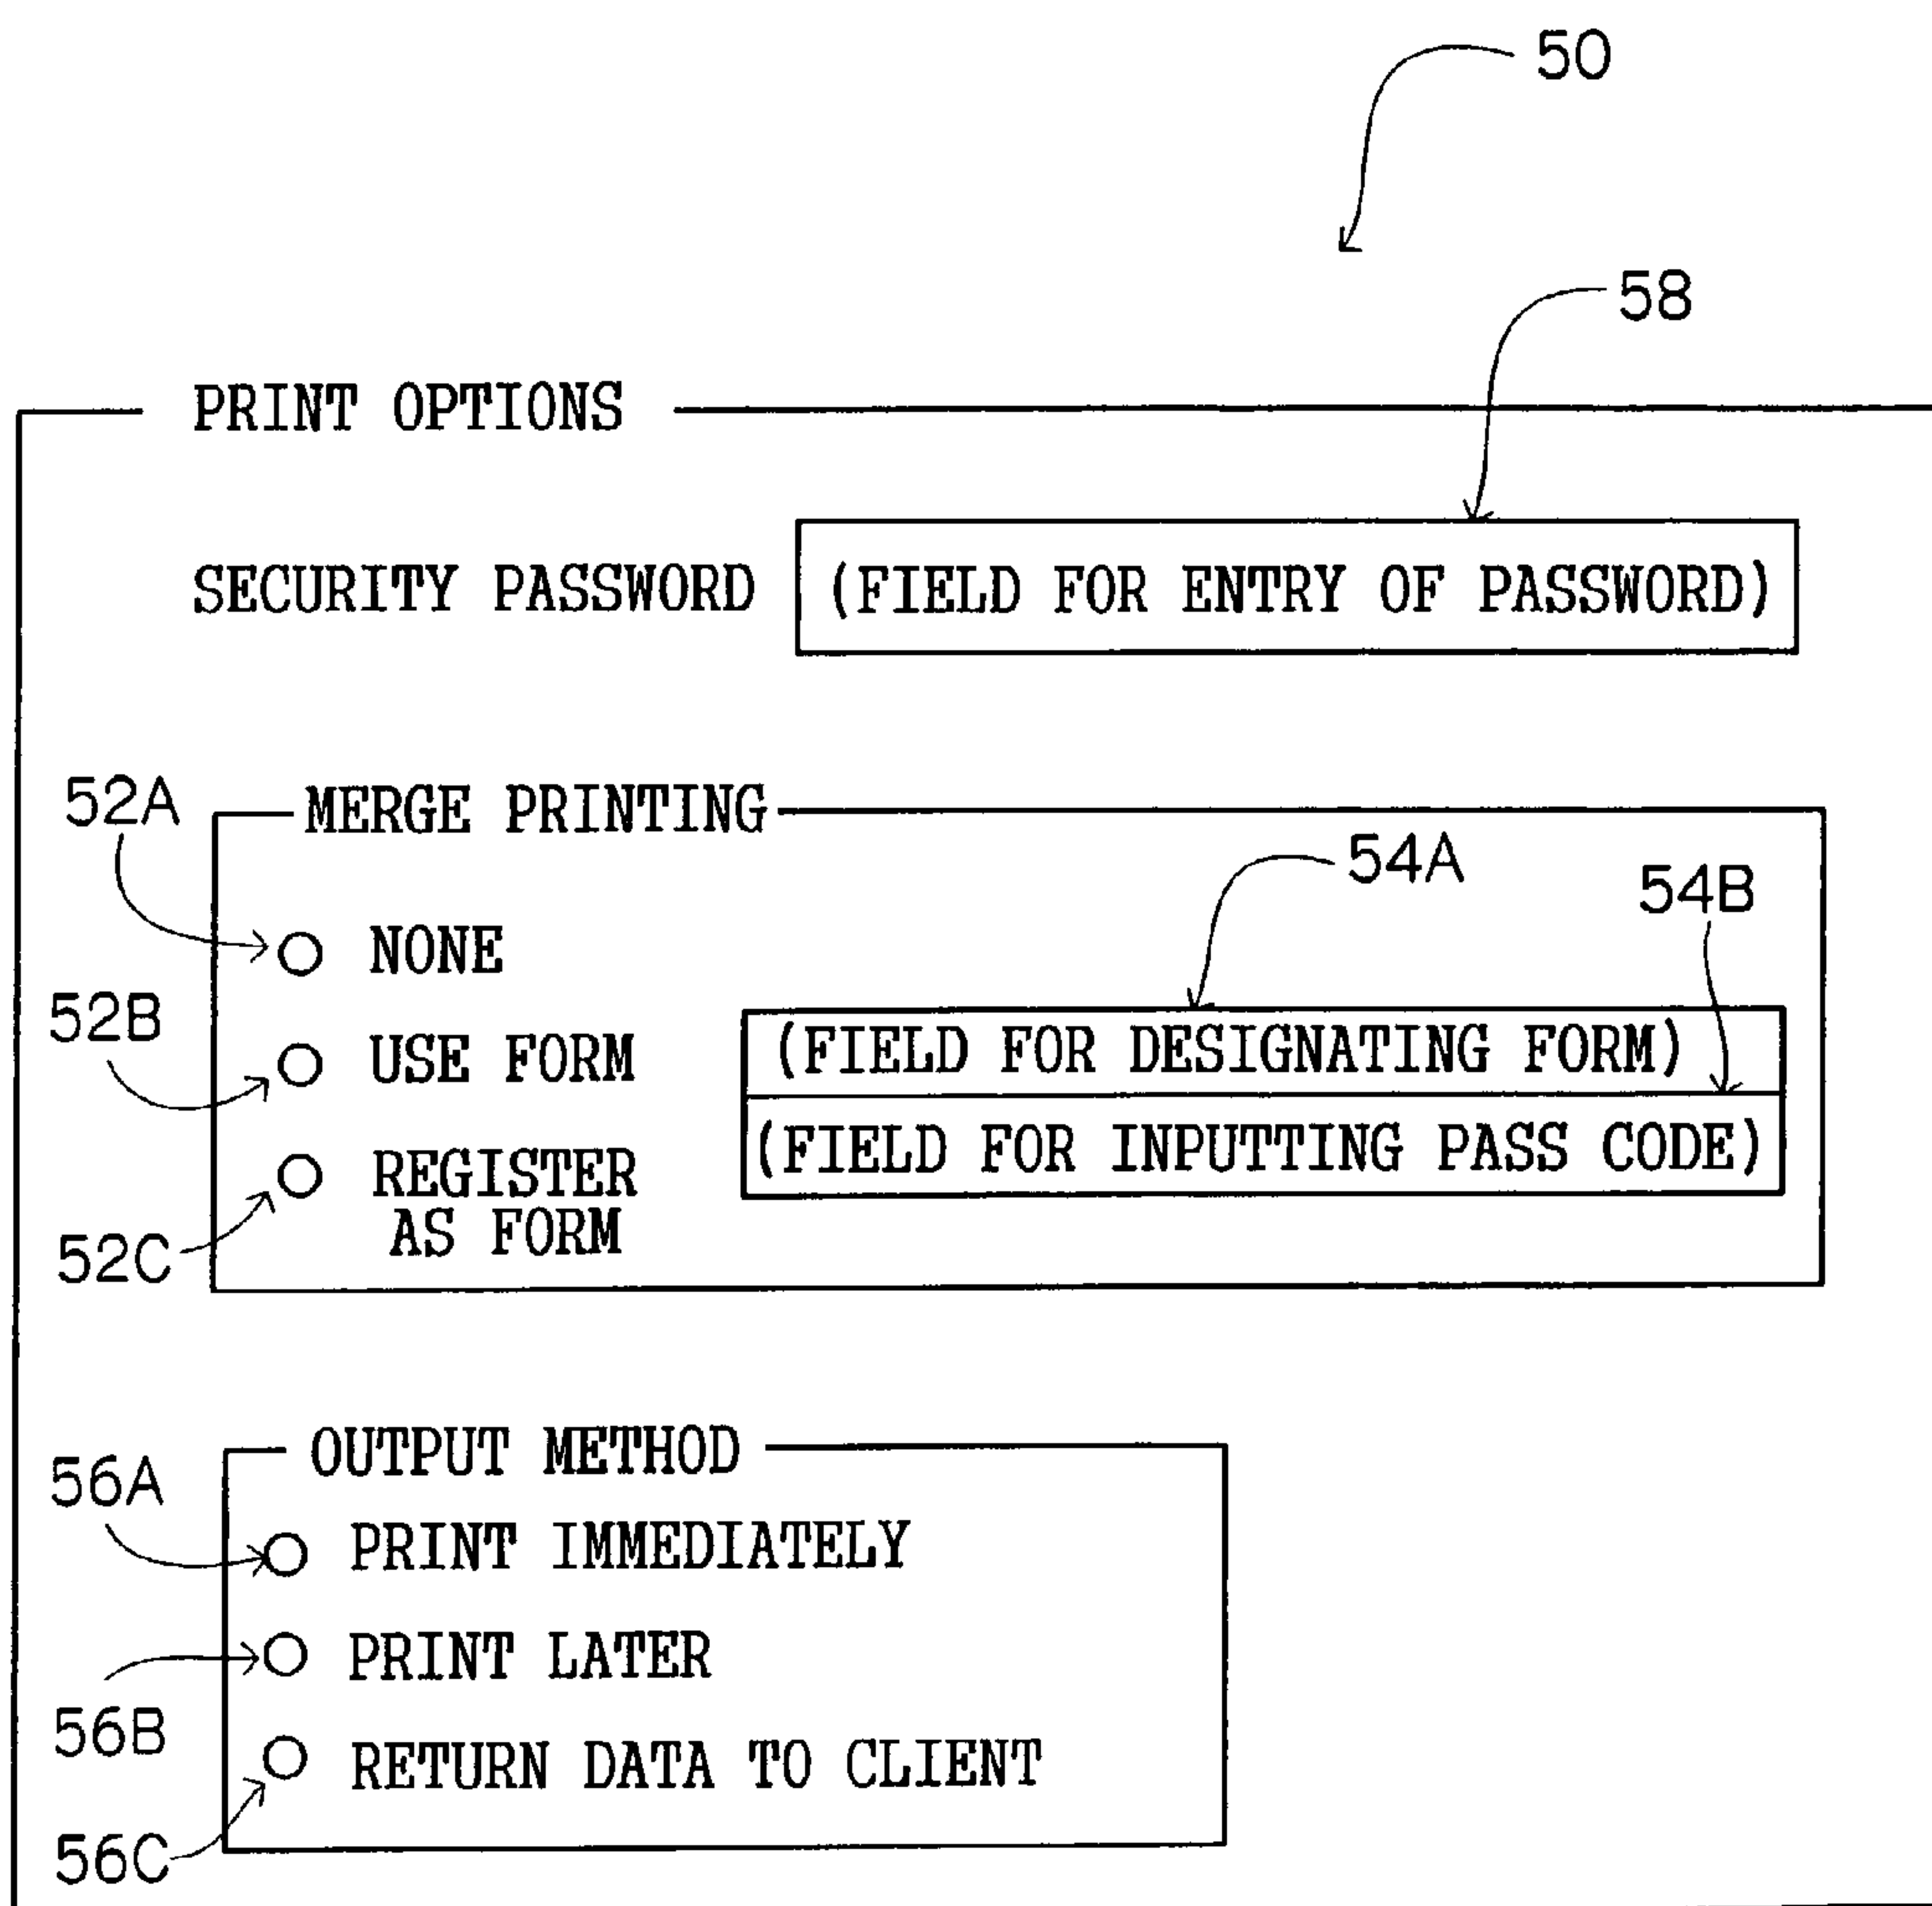 50
58
PRINT OPTIONS
SECURITY PASSWORD (FIELD FOR ENTRY OF PASSWORD)
52A
MERGE PRINTING
54A
54B
NONE
52B
USE FORM
(FIELD FOR DESIGNATING FORM)
(FIELD FOR INPUTTING PASS CODE)
REGISTER
AS FORM
52C
OUTPUT METHOD
56A
PRINT IMMEDIATELY
PRINT LATER
56B
RETURN DATA TO CLIENT
56C